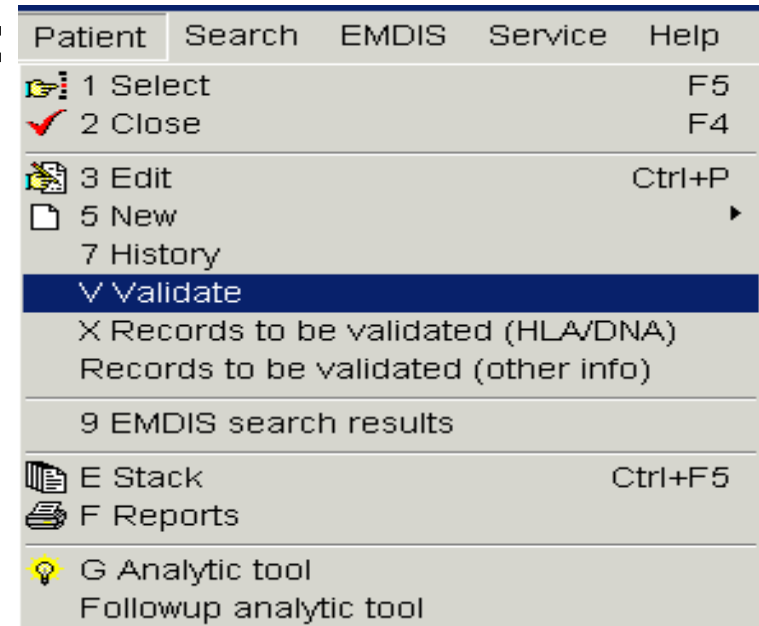 Patient Search EMDIS Service Help
1 Select F5
2 Close F4
3 Edit Ctrl+P
5 New
7 History
V Validate
X Records to be validated (HLA/DNA)
Records to be validated (other info)
9 EMDIS search results
E Stack Ctrl+F5
F Reports
G Analytic tool
Followup analytic tool